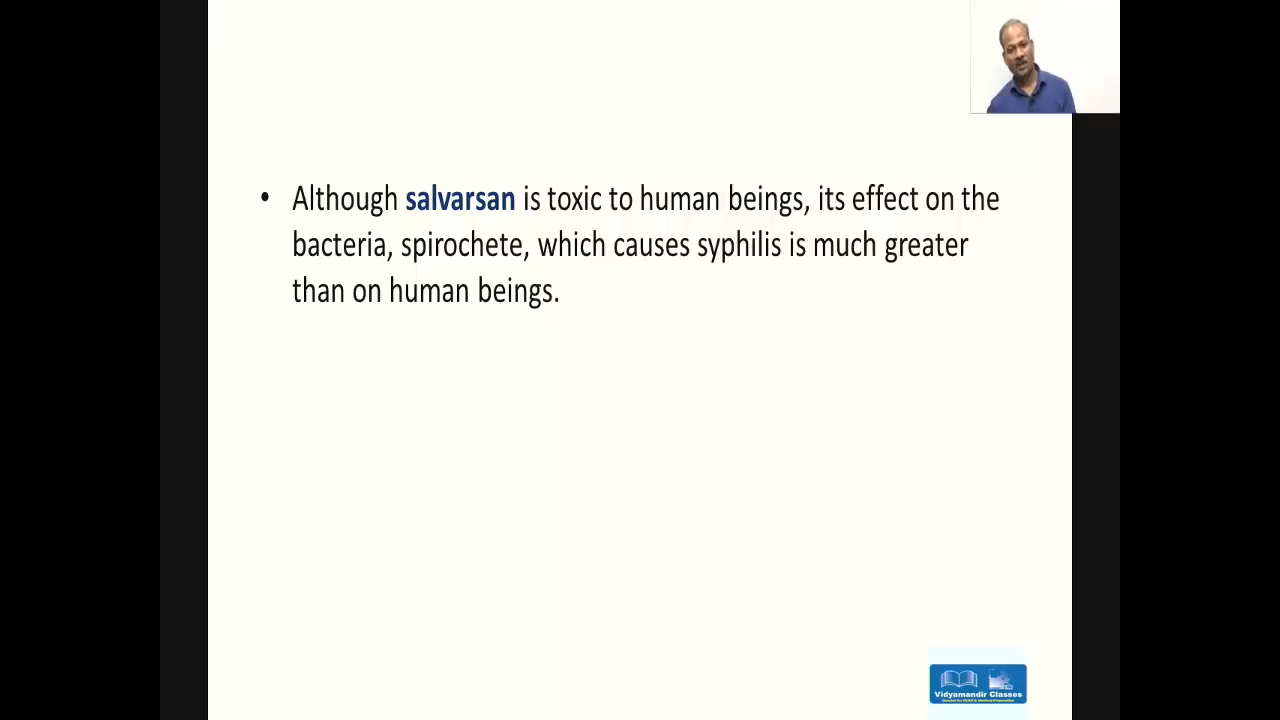 • Although salvarsan is toxic to human beings, its effect on the
bacteria, spirochete, which causes syphilis is much greater
than on human beings.
Vidyamandir Classes